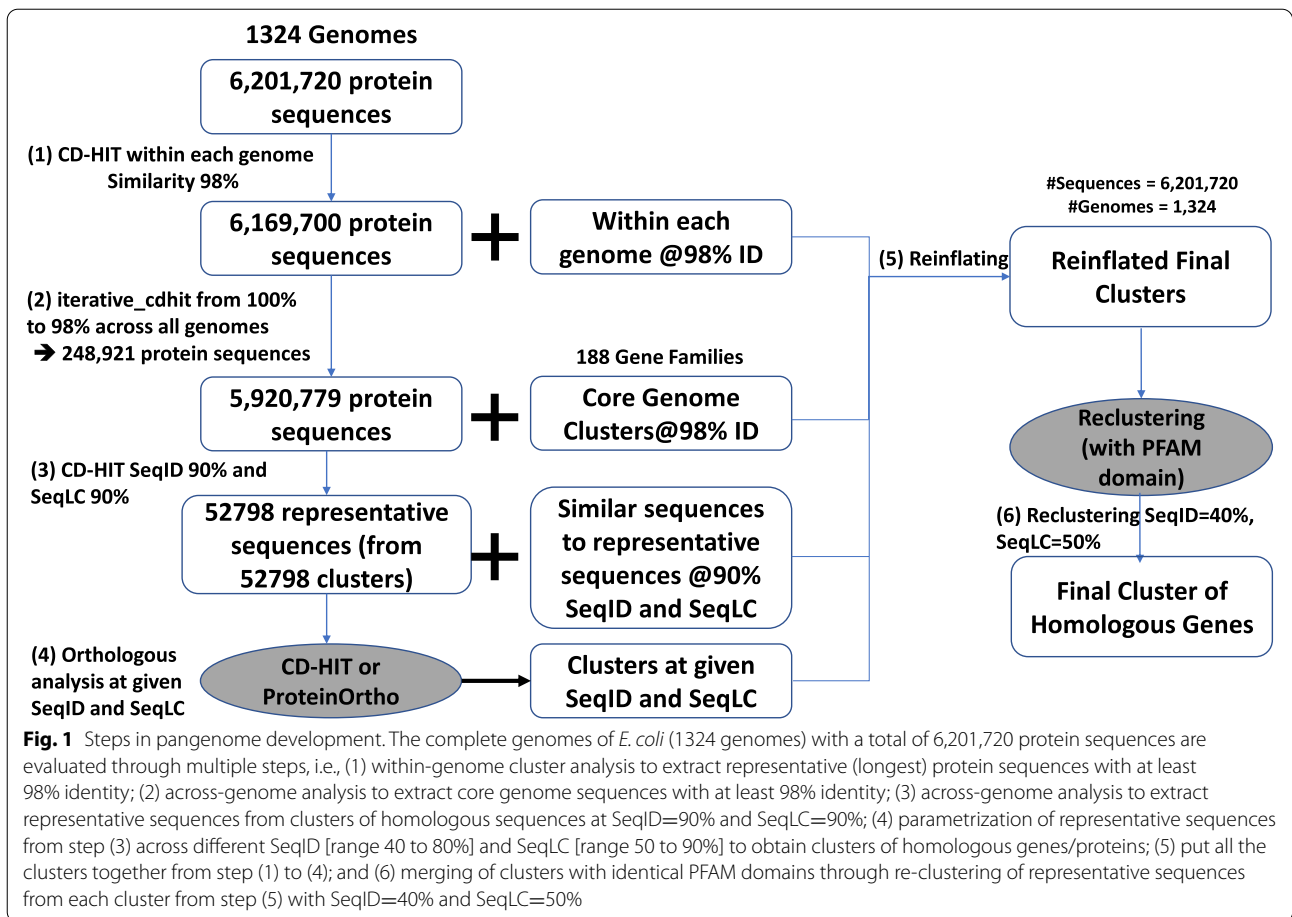 1324 Genomes
6,201,720 protein
sequences
(1) CD-HIT within each genome
Similarity 98%
6,169,700 protein
sequences
+
Within each
genome @98% ID
(2) iterative_cdhit from 100%
to 98% across all genomes
➔ 248,921 protein sequences
5,920,779 protein
sequences
+
188 Gene Families
Core Genome
Clusters@98% ID
(3) CD-HIT SeqID 90% and
SeqLC 90%
52798 representative
sequences (from
52798 clusters)
+
Similar sequences
to representative
sequences @90%
SeqID and SeqLC
(4) Orthologous
analysis at given
SeqID and SeqLC
CD-HIT or
ProteinOrtho
Clusters at given
SeqID and SeqLC
(5) Reinflating
#Sequences = 6,201,720
#Genomes = 1,324
Reinflated Final
Clusters
Reclustering
(with PFAM
domain)
(6) Reclustering SeqID=40%,
SeqLC=50%
Final Cluster of
Homologous Genes
Fig. 1 Steps in pangenome development. The complete genomes of E. coli (1324 genomes) with a total of 6,201,720 protein sequences are
evaluated through multiple steps, i.e., (1) within-genome cluster analysis to extract representative (longest) protein sequences with at least
98% identity; (2) across-genome analysis to extract core genome sequences with at least 98% identity; (3) across-genome analysis to extract
representative sequences from clusters of homologous sequences at SeqID=90% and SeqLC=90%; (4) parametrization of representative sequences
from step (3) across different SeqID [range 40 to 80%] and SeqLC [range 50 to 90%] to obtain clusters of homologous genes/proteins; (5) put all the
clusters together from step (1) to (4); and (6) merging of clusters with identical PFAM domains through re-clustering of representative sequences
from each cluster from step (5) with SeqID=40% and SeqLC=50%